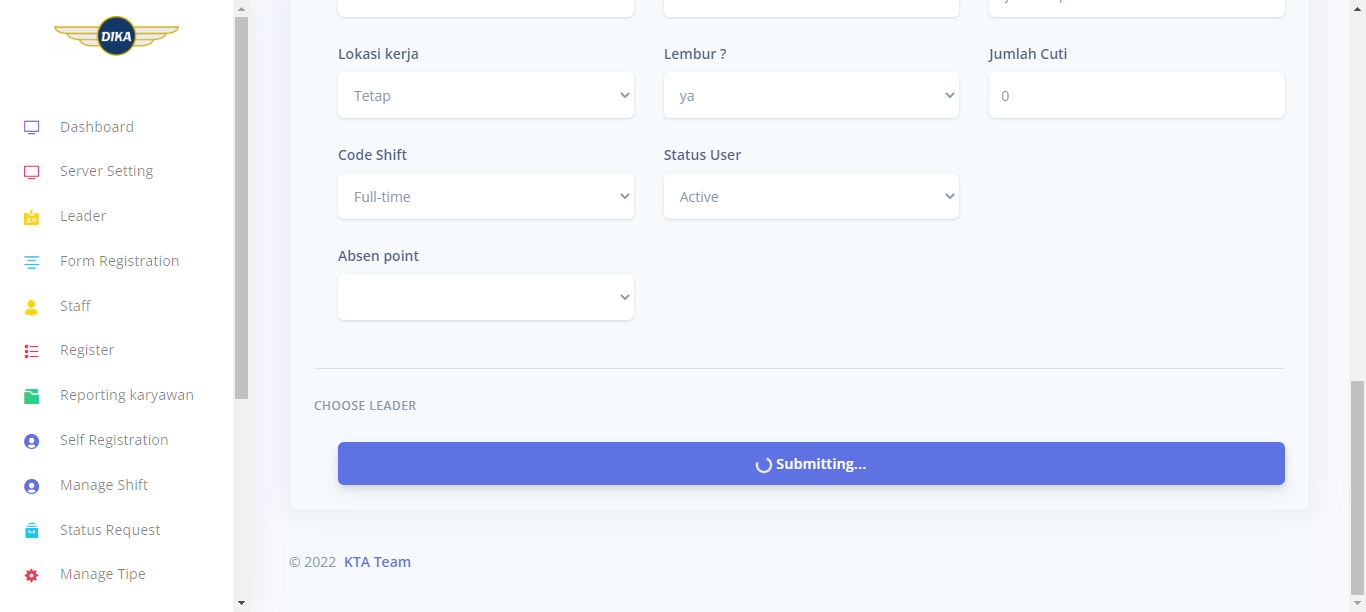 DIKA
Dashboard
Server Setting
Leader
Form Registration
Staff
Register
Reporting karyawan
Self Registration
Manage Shift
Status Request
Manage Tipe
Lokasi kerja
Lembur ?
Jumlah Cuti
Tetap
ya
0
Code Shift
Status User
Full-time
Active
Absen point
CHOOSE LEADER
Submitting...
© 2022 KTA Team